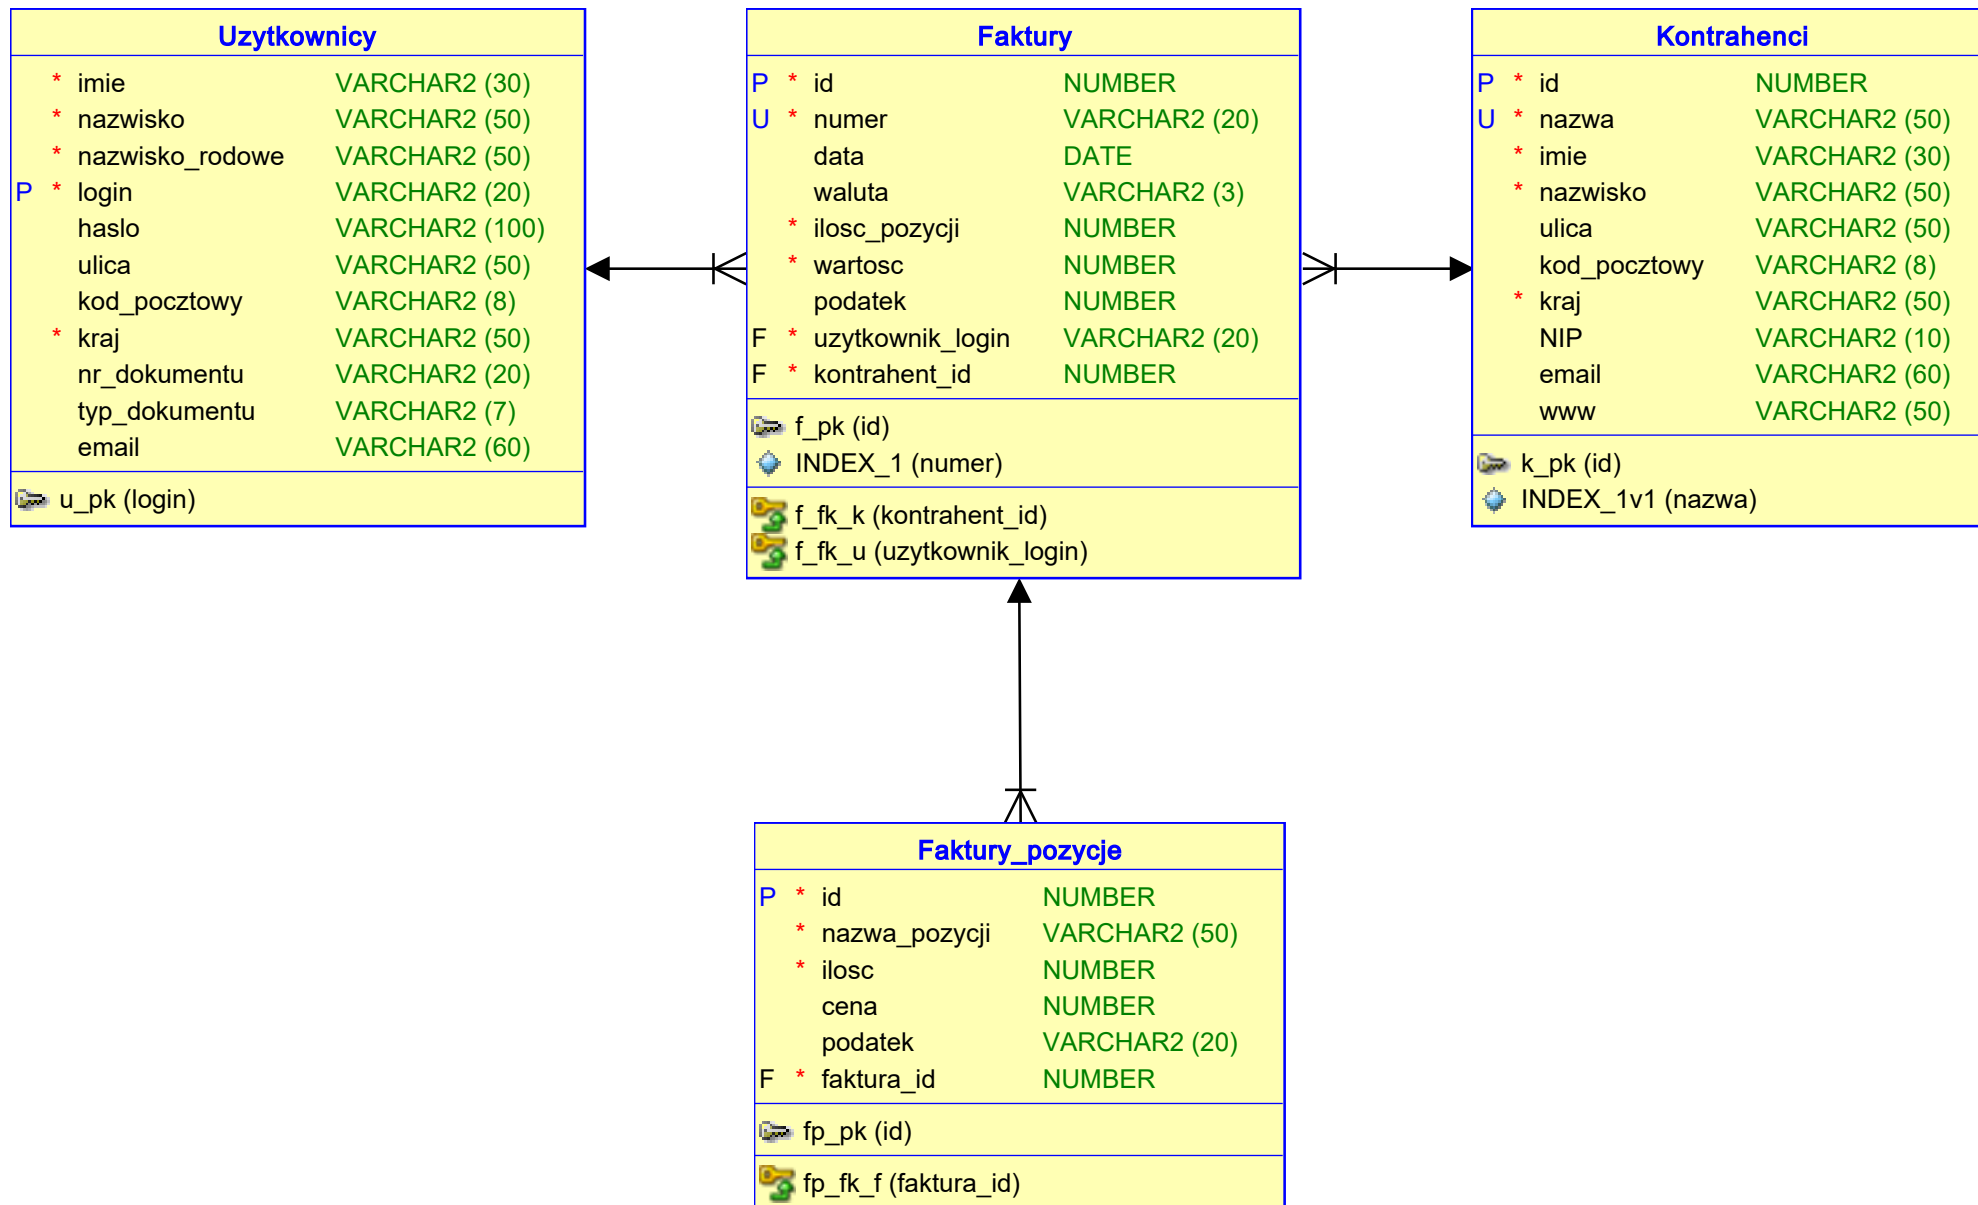 Uzytkownicy
* imie VARCHAR2 (30)
* nazwisko VARCHAR2 (50)
* nazwisko_rodowe VARCHAR2 (50)
P * login VARCHAR2 (20)
haslo VARCHAR2 (100)
ulica VARCHAR2 (50)
kod_pocztowy VARCHAR2 (8)
* kraj VARCHAR2 (50)
nr_dokumentu VARCHAR2 (20)
typ_dokumentu VARCHAR2 (7)
email VARCHAR2 (60)
u_pk (login)
Faktury
P * id NUMBER
U * numer VARCHAR2 (20)
data DATE
waluta VARCHAR2 (3)
* ilosc_pozycji NUMBER
* wartosc NUMBER
podatek NUMBER
F * uzytkownik_login VARCHAR2 (20)
F * kontrahent_id NUMBER
f_pk (id)
INDEX_1 (numer)
f_fk_k (kontrahent_id)
f_fk_u (uzytkownik_login)
Kontrahenci
P * id NUMBER
U * nazwa VARCHAR2 (50)
* imie VARCHAR2 (30)
* nazwisko VARCHAR2 (50)
ulica VARCHAR2 (50)
kod_pocztowy VARCHAR2 (8)
* kraj VARCHAR2 (50)
NIP VARCHAR2 (10)
email VARCHAR2 (60)
www VARCHAR2 (50)
k_pk (id)
INDEX_1v1 (nazwa)
Faktury_pozycje
P * id NUMBER
* nazwa_pozycji VARCHAR2 (50)
* ilosc NUMBER
cena NUMBER
podatek VARCHAR2 (20)
F * faktura_id NUMBER
fp_pk (id)
fp_fk_f (faktura_id)